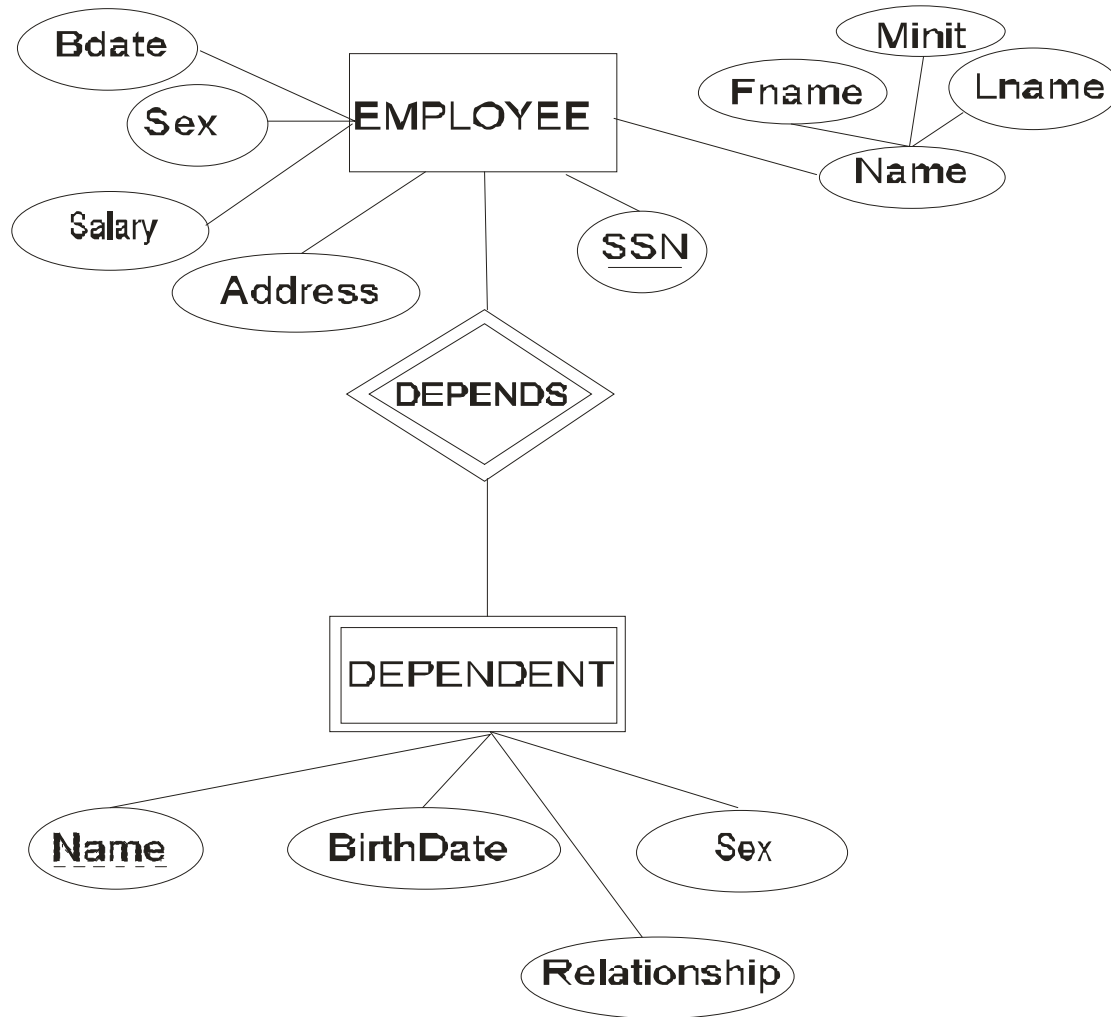 Minit
Bdate
Fname
Lname
EMPLOYEE
Sex
Name
Salary
SSN
Address
DEPENDS
DEPENDENT
Name
BirthDate
Sex
Relationship